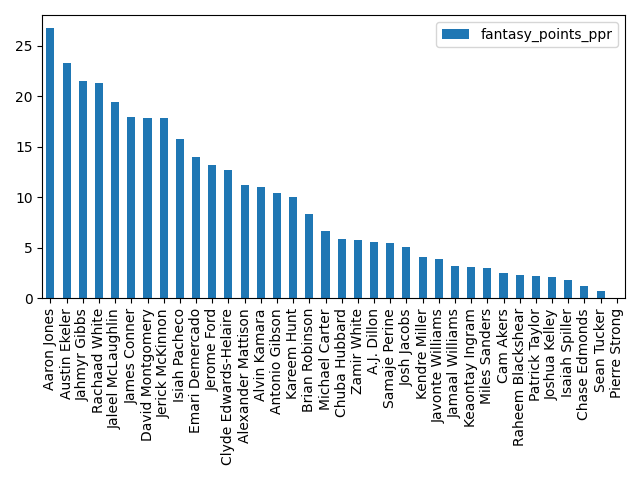 fantasy_points_ppr
25
20
15
10
5
0
Aaron Jones
Austin Ekeler
Jahmyr Gibbs
Rachaad White
Jaleel McLaughlin
James Conner
David Montgomery
Jerick McKinnon
Isiah Pacheco
Emari Demercado
Jerome Ford
Clyde Edwards-Helaire
Alexander Mattison
Alvin Kamara
Antonio Gibson
Kareem Hunt
Brian Robinson
Michael Carter
Chuba Hubbard
Zamir White
A.J. Dillon
Samaje Perine
Josh Jacobs
Kendre Miller
Javonte Williams
Jamaal Williams
Keaontay Ingram
Miles Sanders
Cam Akers
Raheem Blackshear
Patrick Taylor
Joshua Kelley
Isaiah Spiller
Chase Edmonds
Sean Tucker
Pierre Strong